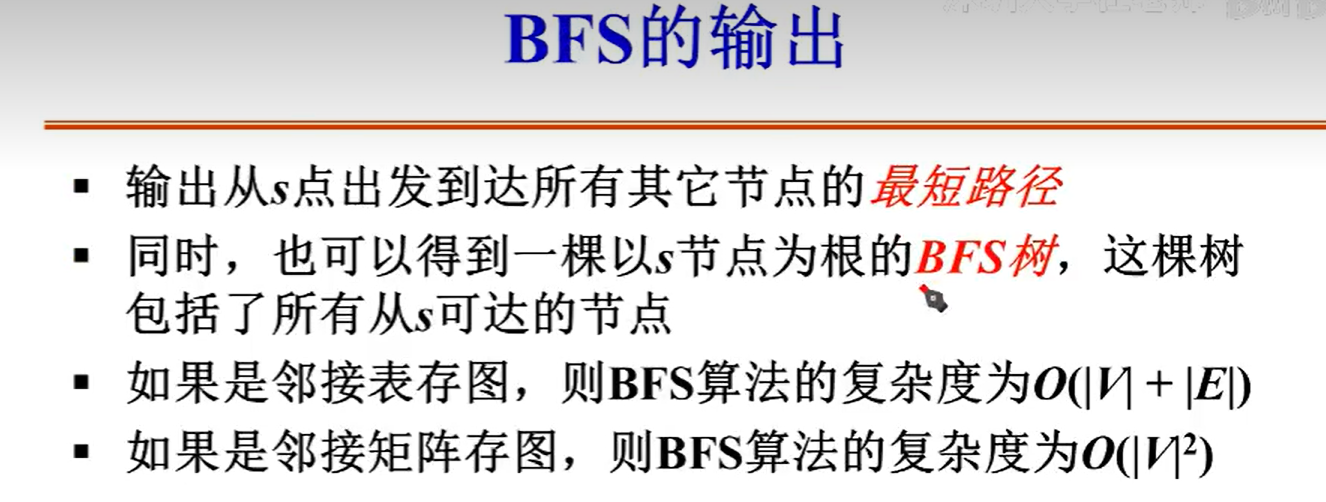 BFS的输出
▪ 输出从s点出发到达所有其它节点的最短路径
▪ 同时，也可以得到一棵以s节点为根的BFS树，这棵树
包括了所有从s可达的节点
▪ 如果是邻接表存图，则BFS算法的复杂度为O(|V| + |E|)
▪ 如果是邻接矩阵存图，则BFS算法的复杂度为O(|V|²)